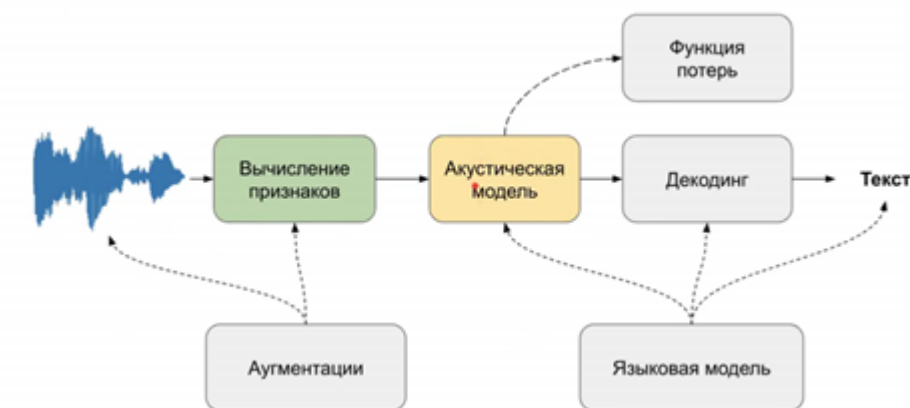 Функция
потерь
Вычисление
признаков
Акустическая
модель
Декодинг
Текст
Аугментации
Языковая модель